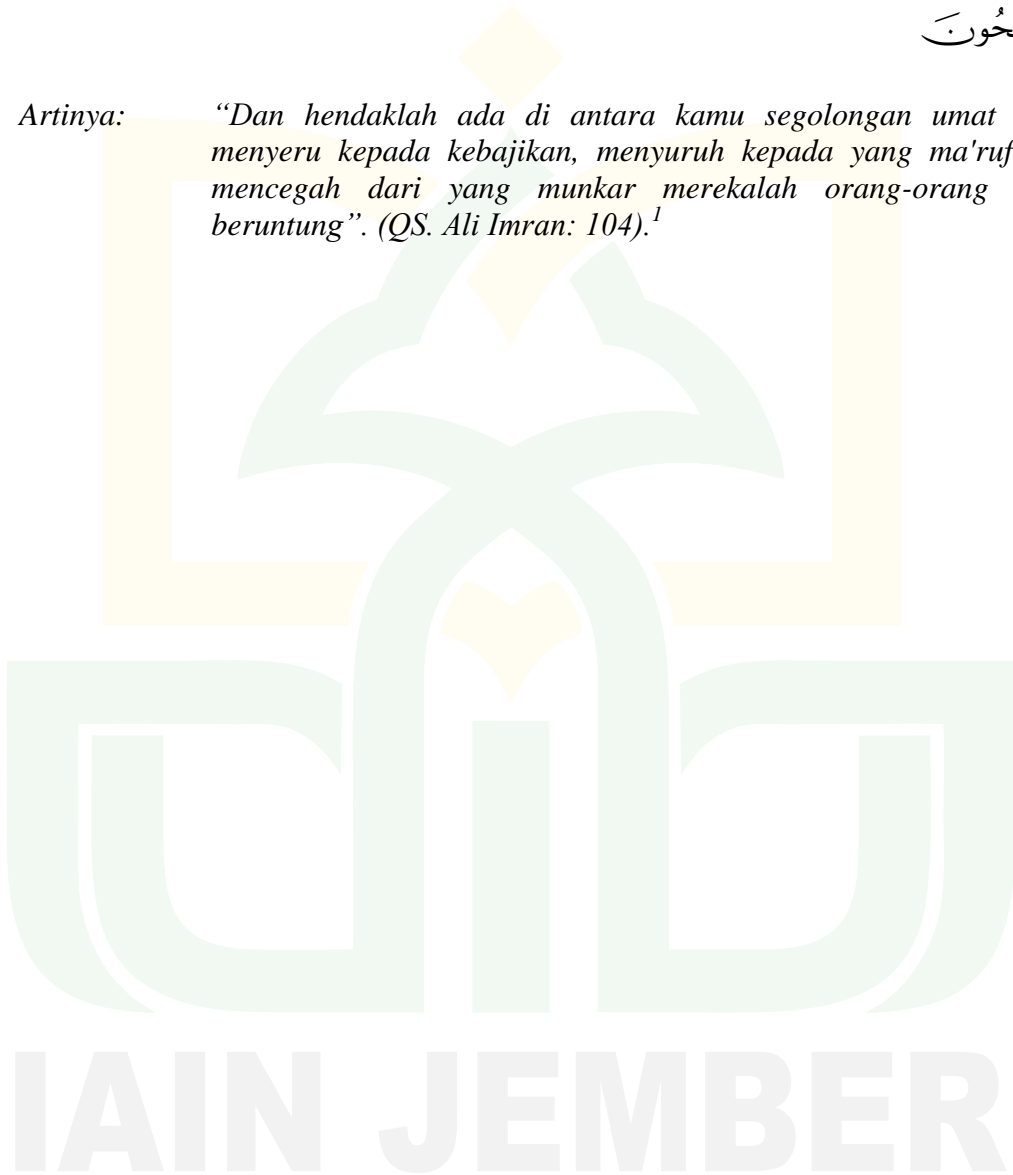 حُونَ
Artinya: “Dan hendaklah ada di antara kamu segolongan umat
menyeru kepada kebajikan, menyuruh kepada yang ma'ruf
mencegah dari yang munkar merekalah orang-orang
beruntung”. (QS. Ali Imran: 104).1
IAIN JEMBER